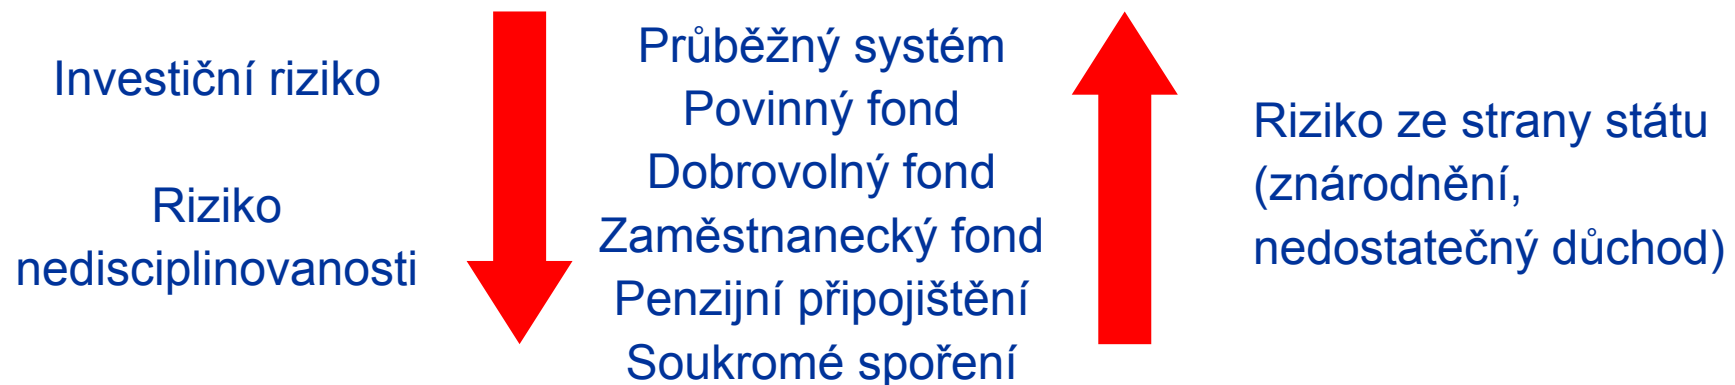 Investiční riziko
Riziko
nedisciplinovanosti
Průběžný systém
Povinný fond
Dobrovolný fond
Zaměstnanecký fond
Penzijní připojištění
Soukromé spoření
Riziko ze strany státu
(znárodnění,
nedostatečný důchod)